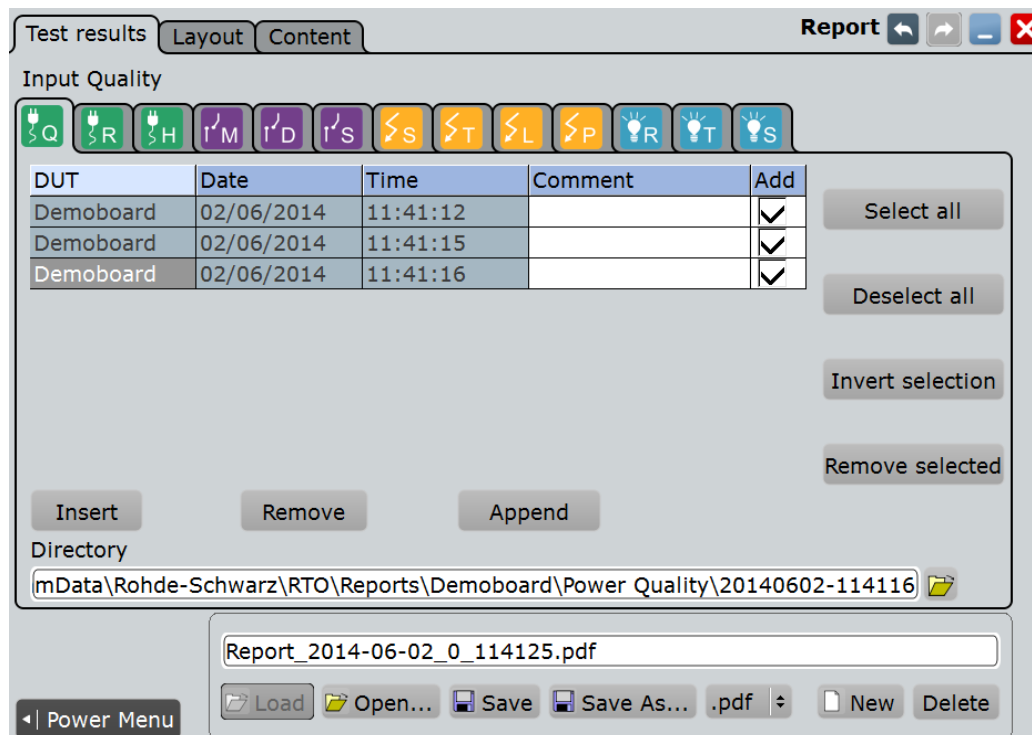 Test results Layout Content Report
Input Quality
Q R H M D S S T L P R T S
DUT Date Time Comment Add
Demoboard 02/06/2014 11:41:12
Demoboard 02/06/2014 11:41:15
Demoboard 02/06/2014 11:41:16
Select all
Deselect all
Invert selection
Remove selected
Insert Remove Append
Directory
mData\Rohde-Schwarz\RTO\Reports\Demoboard\Power Quality\20140602-114116
Report_2014-06-02_0_114125.pdf
Load Open... Save Save As... .pdf New Delete
Power Menu